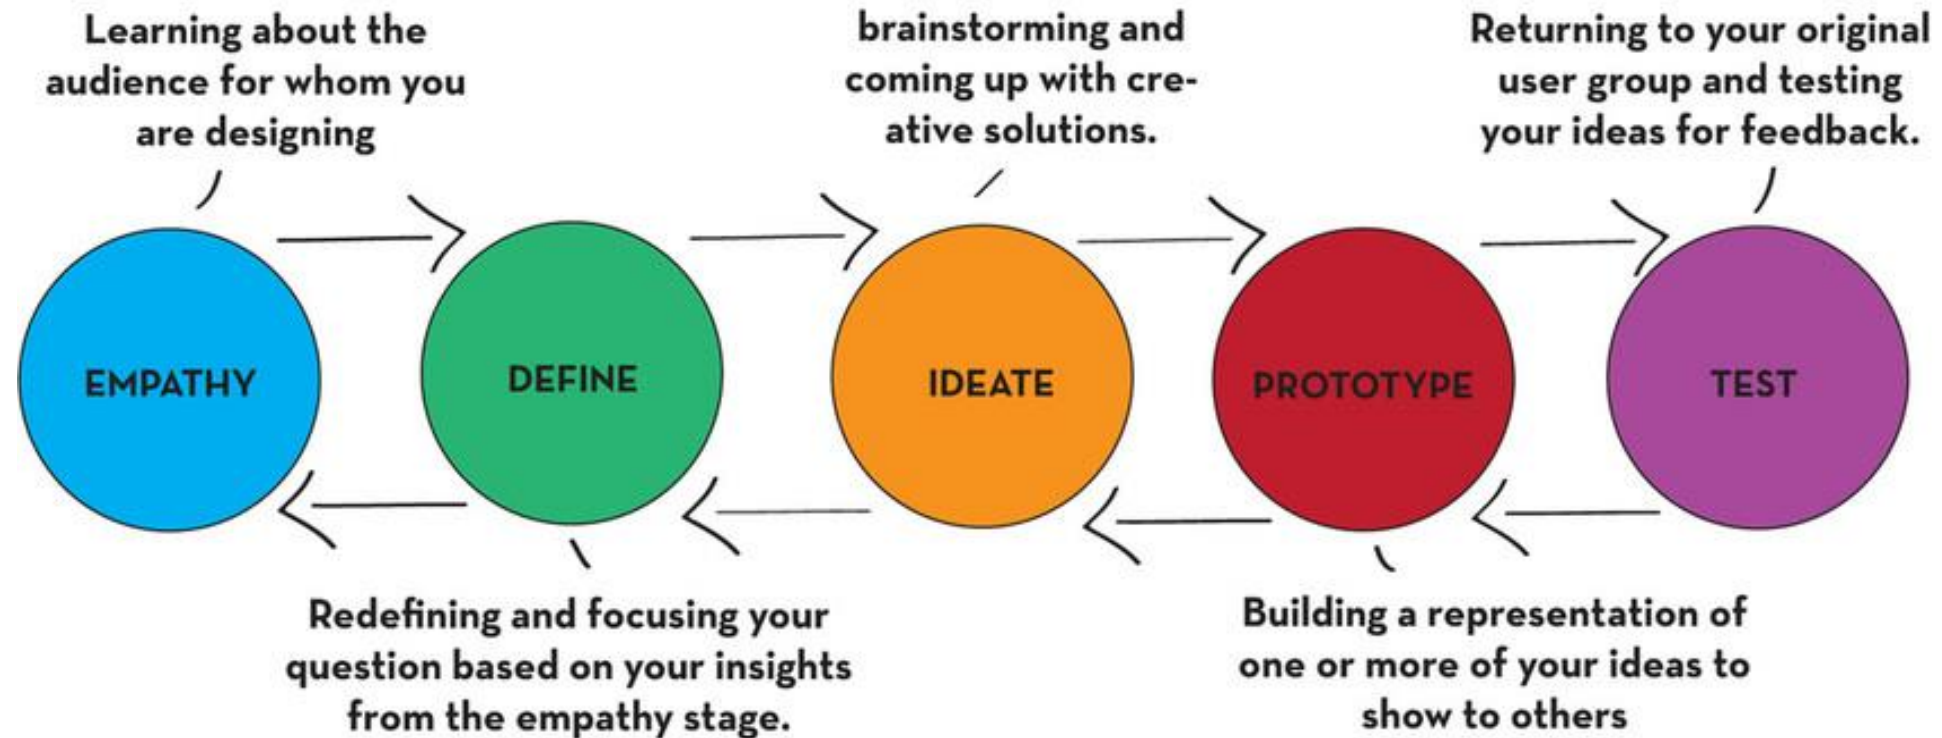 Learning about the
audience for whom you
are designing
brainstorming and
coming up with cre-
ative solutions.
Returning to your original
user group and testing
your ideas for feedback.
EMPATHY
DEFINE
IDEATE
PROTOTYPE
TEST
Redefining and focusing your
question based on your insights
from the empathy stage.
Building a representation of
one or more of your ideas to
show to others